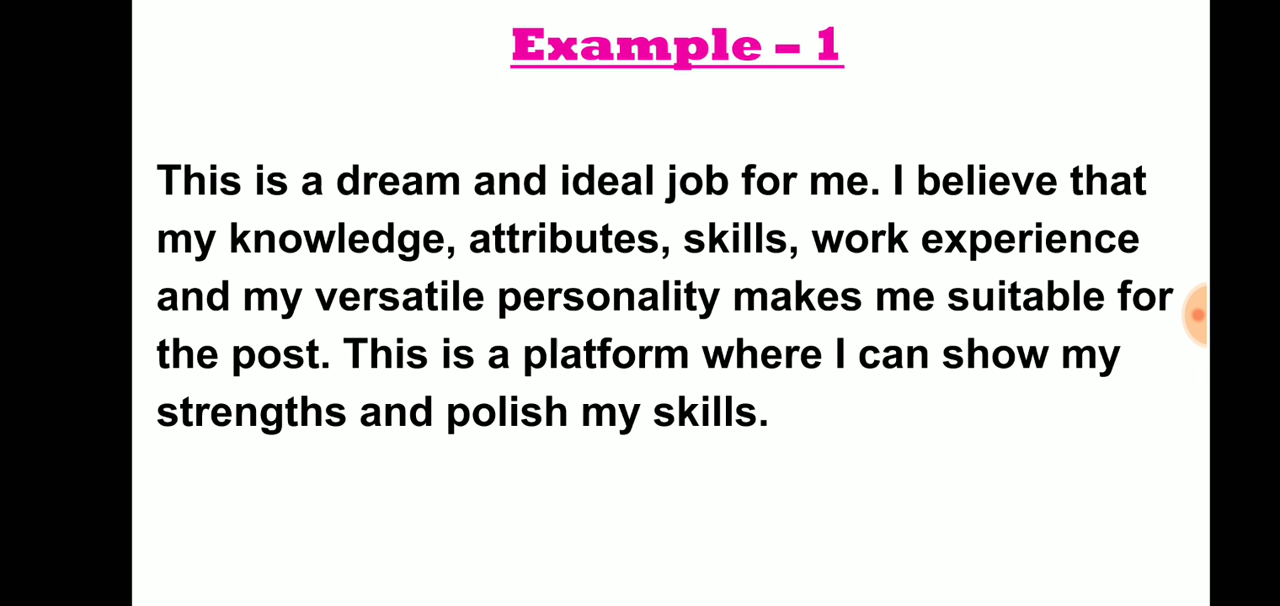 Example – 1
This is a dream and ideal job for me. I believe that
my knowledge, attributes, skills, work experience
and my versatile personality makes me suitable for
the post. This is a platform where I can show my
strengths and polish my skills.